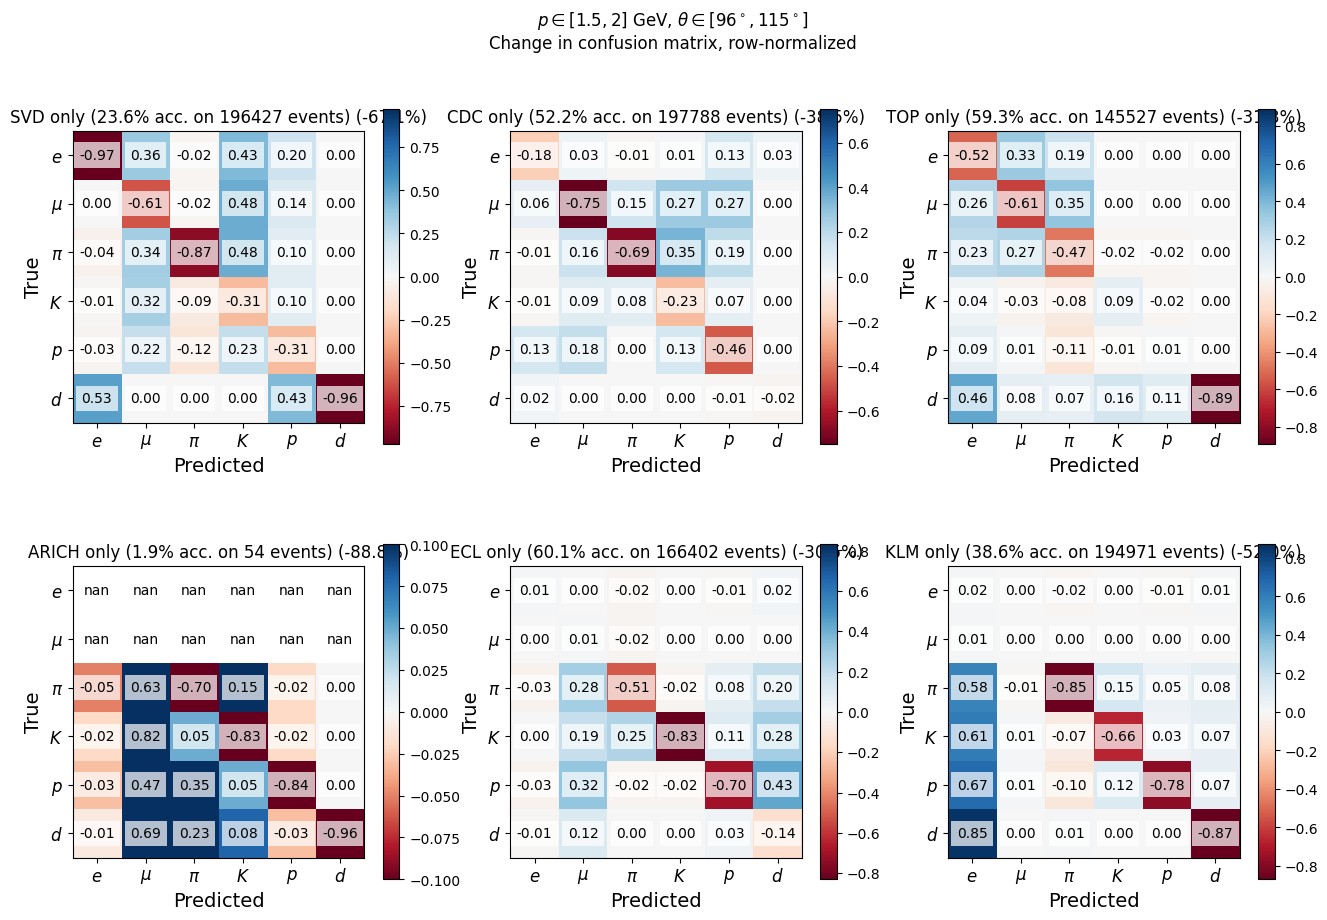 p ∈ [1.5, 2] GeV, θ ∈ [96°, 115°]
Change in confusion matrix, row-normalized
SVD only (23.6% acc. on 196427 events)
e -0.97 0.36 -0.02 0.43 0.20 0.00
μ 0.00 -0.61 -0.02 0.48 0.14 0.00
π -0.04 0.34 -0.87 0.48 0.10 0.00
K -0.01 0.32 -0.09 -0.31 0.10 0.00
p -0.03 0.22 -0.12 0.23 -0.31 0.00
d 0.53 0.00 0.00 0.00 0.43 -0.96
e μ π K p d
True
Predicted
0.75
0.50
0.25
0.00
−0.25
−0.50
−0.75
CDC only (52.2% acc. on 197788 events)
e -0.18 0.03 -0.01 0.01 0.13 0.03
μ 0.06 -0.75 0.15 0.27 0.27 0.00
π -0.01 0.16 -0.69 0.35 0.19 0.00
K -0.01 0.09 0.08 -0.23 0.07 0.00
p 0.13 0.18 0.00 0.13 -0.46 0.00
d 0.02 0.00 0.00 0.00 -0.01 -0.02
e μ π K p d
True
Predicted
0.6
0.4
0.2
0.0
−0.2
−0.4
−0.6
TOP only (59.3% acc. on 145527 events)
e -0.52 0.33 0.19 0.00 0.00 0.00
μ 0.26 -0.61 0.35 0.00 0.00 0.00
π 0.23 0.27 -0.47 -0.02 -0.02 0.00
K 0.04 -0.03 -0.08 0.09 -0.02 0.00
p 0.09 0.01 -0.11 -0.01 0.01 0.00
d 0.46 0.08 0.07 0.16 0.11 -0.89
e μ π K p d
True
Predicted
0.8
0.6
0.4
0.2
0.0
−0.2
−0.4
−0.6
−0.8
ARICH only (1.9% acc. on 54 events)
e nan nan nan nan nan nan
μ nan nan nan nan nan nan
π -0.05 0.63 -0.70 0.15 -0.02 0.00
K -0.02 0.82 0.05 -0.83 -0.02 0.00
p -0.03 0.47 0.35 0.05 -0.84 0.00
d -0.01 0.69 0.23 0.08 -0.03 -0.96
e μ π K p d
True
Predicted
0.100
0.075
0.050
0.025
0.000
−0.025
−0.050
−0.075
−0.100
ECL only (60.1% acc. on 166402 events)
e 0.01 0.00 -0.02 0.00 0.00 0.02
μ 0.00 0.01 -0.02 0.00 0.00 0.00
π -0.03 0.28 -0.51 -0.02 0.08 0.20
K 0.00 0.19 0.25 -0.83 0.11 0.28
p -0.03 0.32 -0.02 -0.02 -0.70 0.43
d -0.01 0.12 0.00 0.00 0.03 -0.14
e μ π K p d
True
Predicted
0.8
0.6
0.4
0.2
0.0
−0.2
−0.4
−0.6
−0.8
KLM only (38.6% acc. on 194971 events)
e 0.02 0.00 -0.02 0.00 -0.01 0.01
μ 0.01 0.00 0.00 0.00 0.00 0.00
π 0.58 -0.01 -0.85 0.15 0.05 0.08
K 0.61 0.01 -0.07 -0.66 0.03 0.07
p 0.67 0.01 -0.10 0.12 -0.78 0.07
d 0.85 0.00 0.01 0.00 0.00 -0.87
e μ π K p d
True
Predicted
0.8
0.6
0.4
0.2
0.0
−0.2
−0.4
−0.6
−0.8